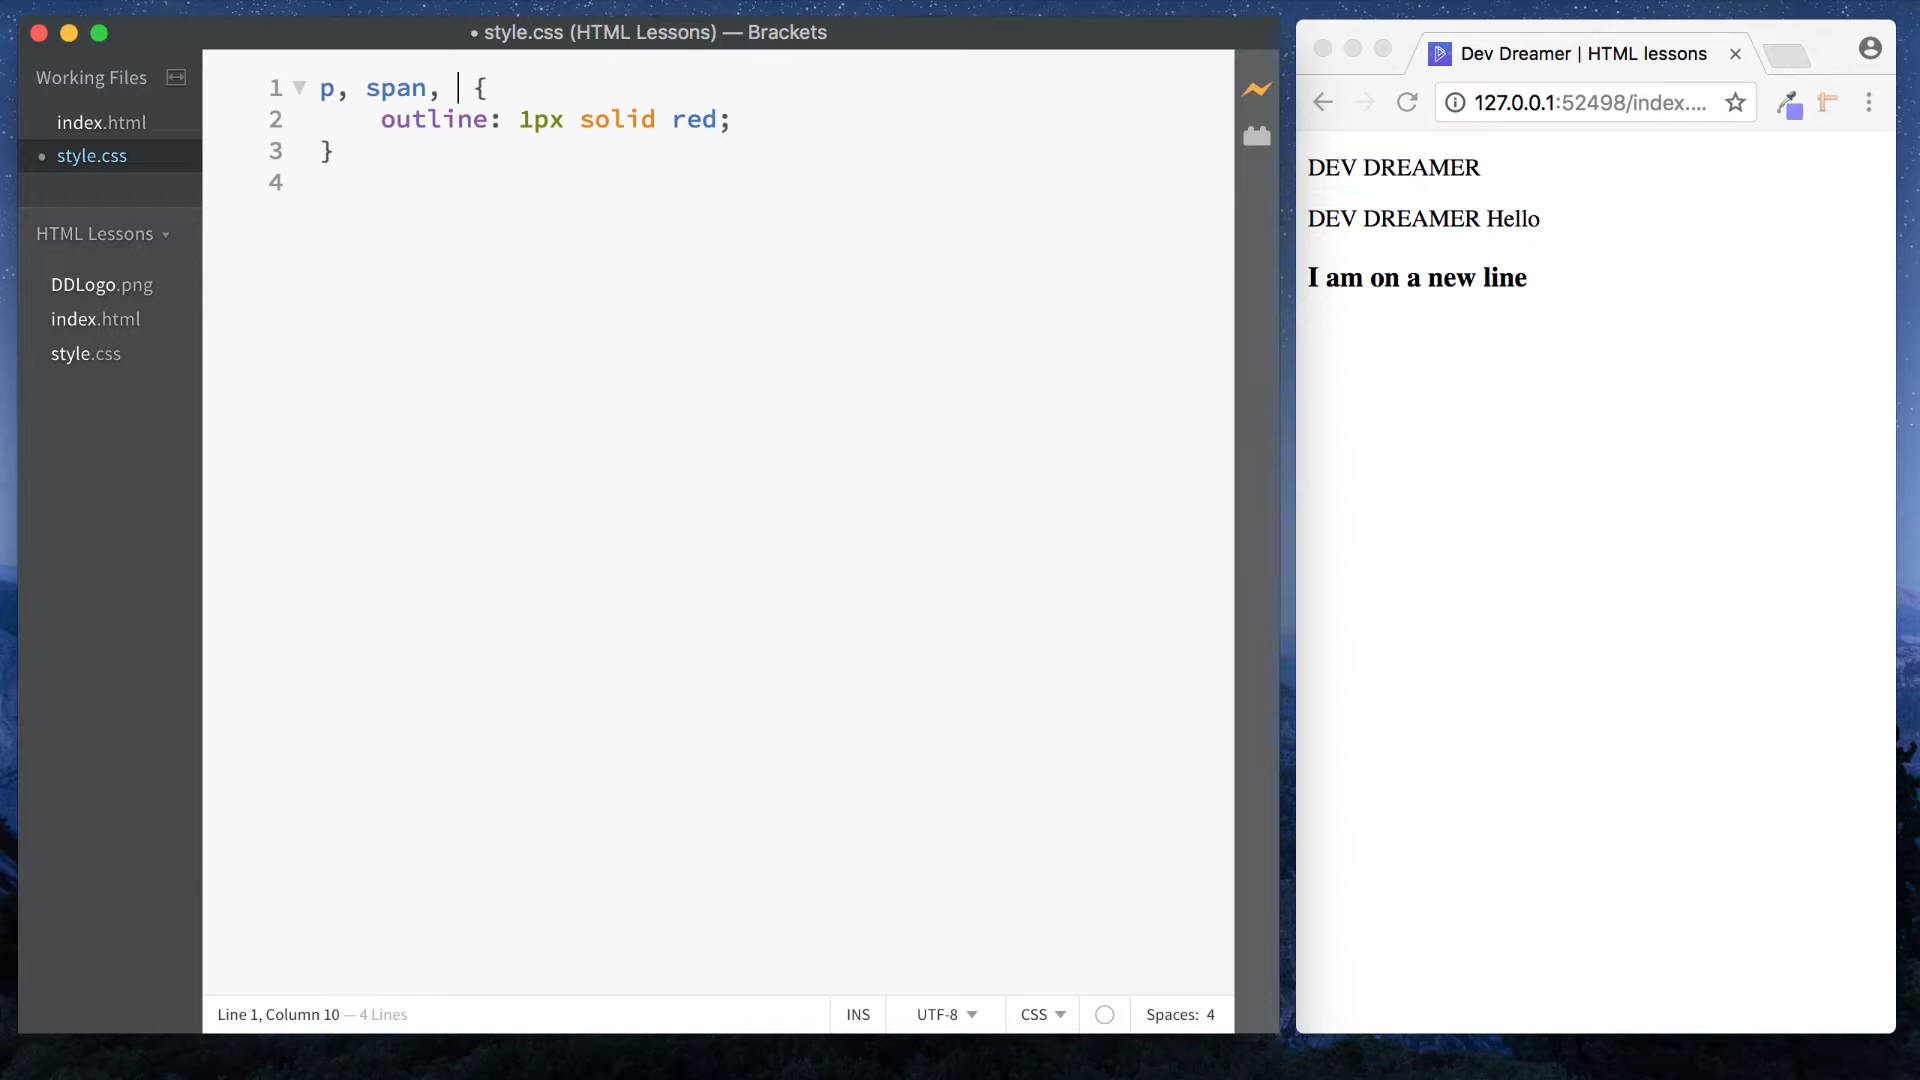 • style.css (HTML Lessons) — Brackets
Working Files
index.html
• style.css
HTML Lessons
DDLogo.png
index.html
style.css
1 p, span, {
2 outline: 1px solid red;
3 }
4
Line 1, Column 10 — 4 Lines
INS
UTF-8
CSS
Spaces: 4
Dev Dreamer | HTML lessons
127.0.0.1:52498/index....
DEV DREAMER
DEV DREAMER Hello
I am on a new line